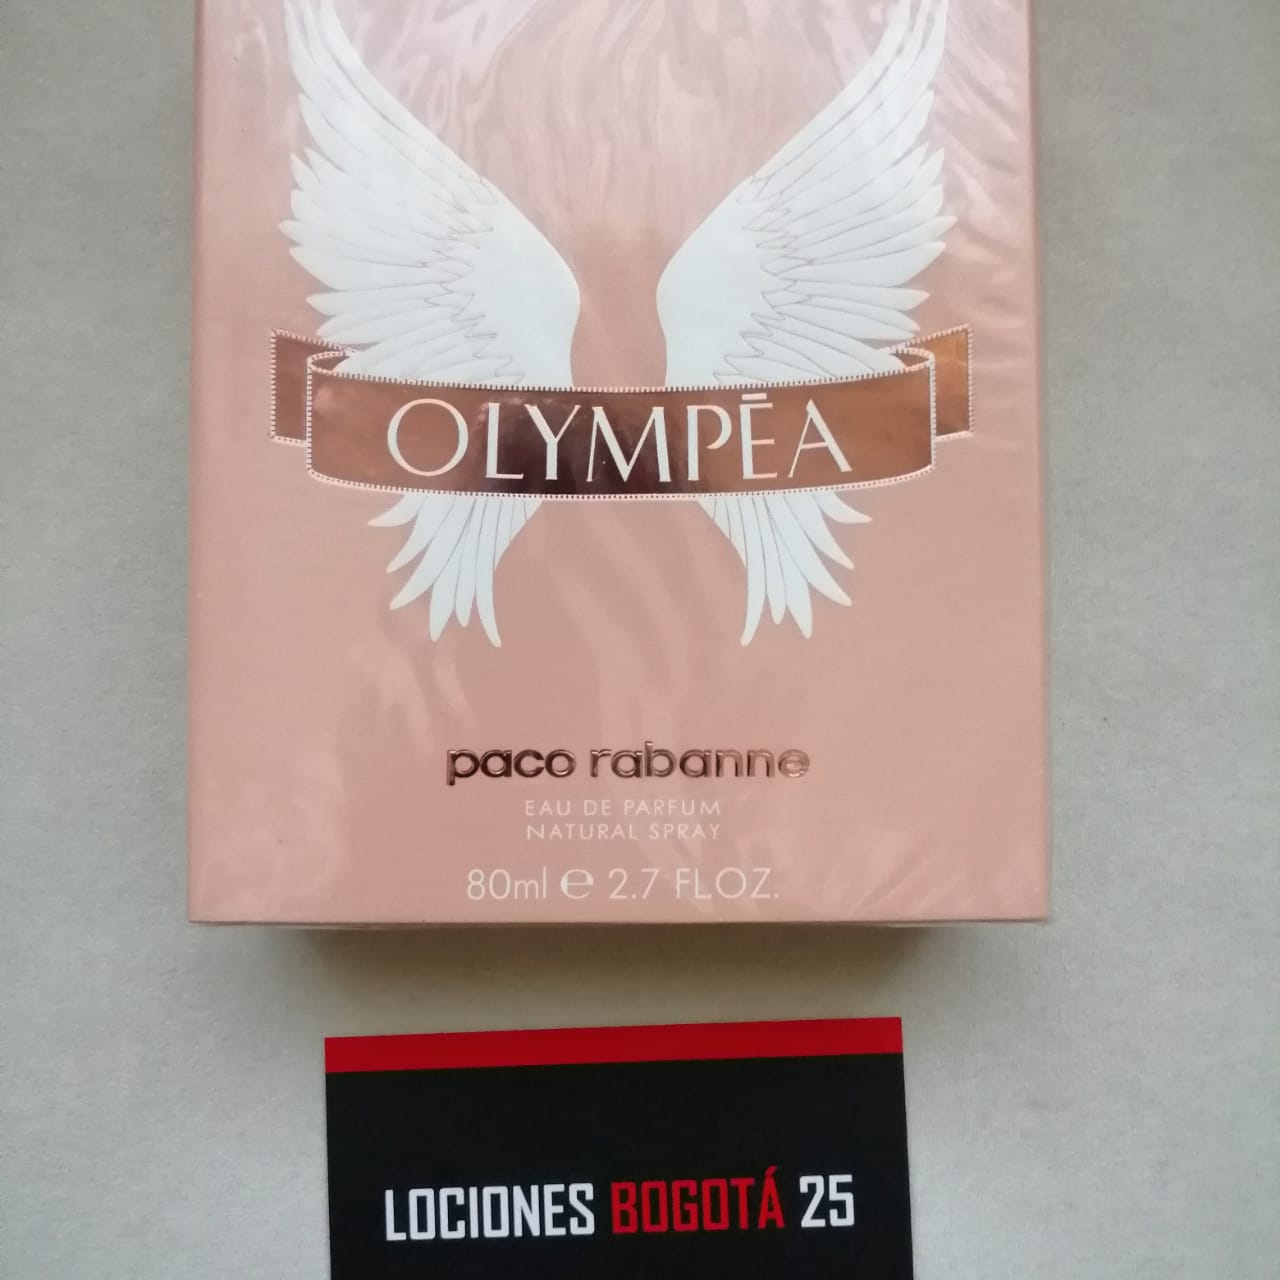 OLYMPĒA
paco rabanne
EAU DE PARFUM
NATURAL SPRAY
80ml ℮ 2.7 FL.OZ.
LOCIONES BOGOTÁ 25